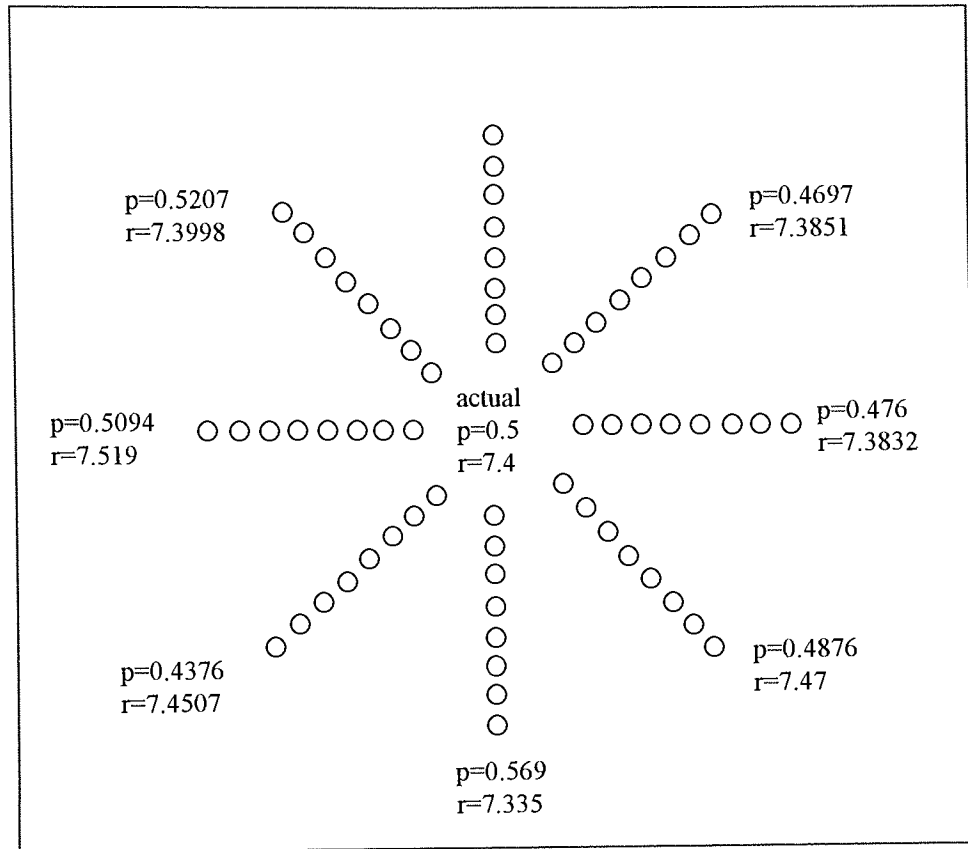 p=0.5207
r=7.3998
p=0.4697
r=7.3851
actual
p=0.5
r=7.4
p=0.5094
r=7.519
p=0.476
r=7.3832
p=0.4376
r=7.4507
p=0.4876
r=7.47
p=0.569
r=7.335